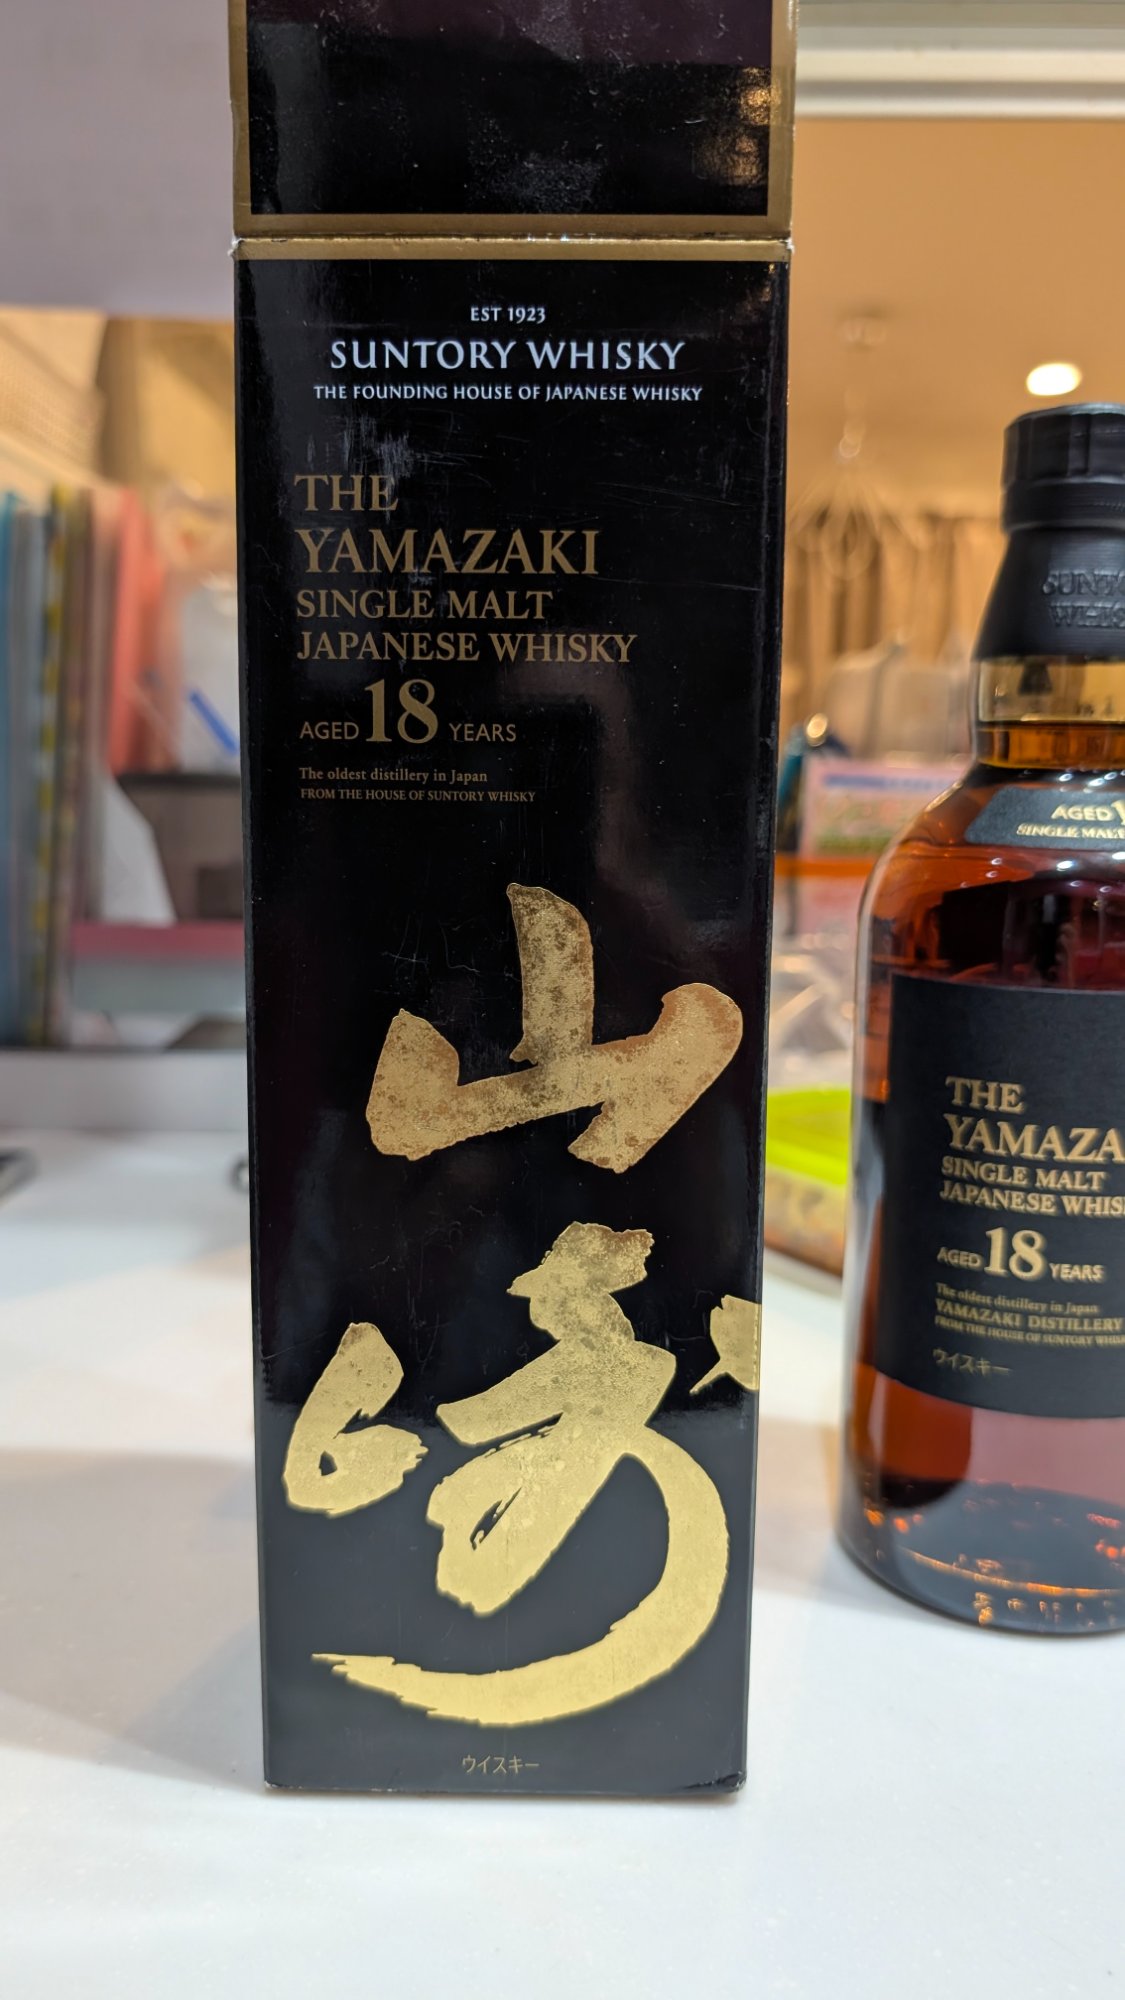 EST 1923
SUNTORY WHISKY
THE FOUNDING HOUSE OF JAPANESE WHISKY
THE
YAMAZAKI
SINGLE MALT
JAPANESE WHISKY
AGED 18 YEARS
The oldest distillery in Japan
FROM THE HOUSE OF SUNTORY WHISKY
山
崎
ウイスキー
AGED
SINGLE MALT
THE
YAMAZA
SINGLE MALT
JAPANESE WHIS
AGED 18 YEARS
The oldest distillery in Japan
YAMAZAKI DISTILLERY
FROM THE HOUSE OF SUNTORY WHISK
ウイスキー